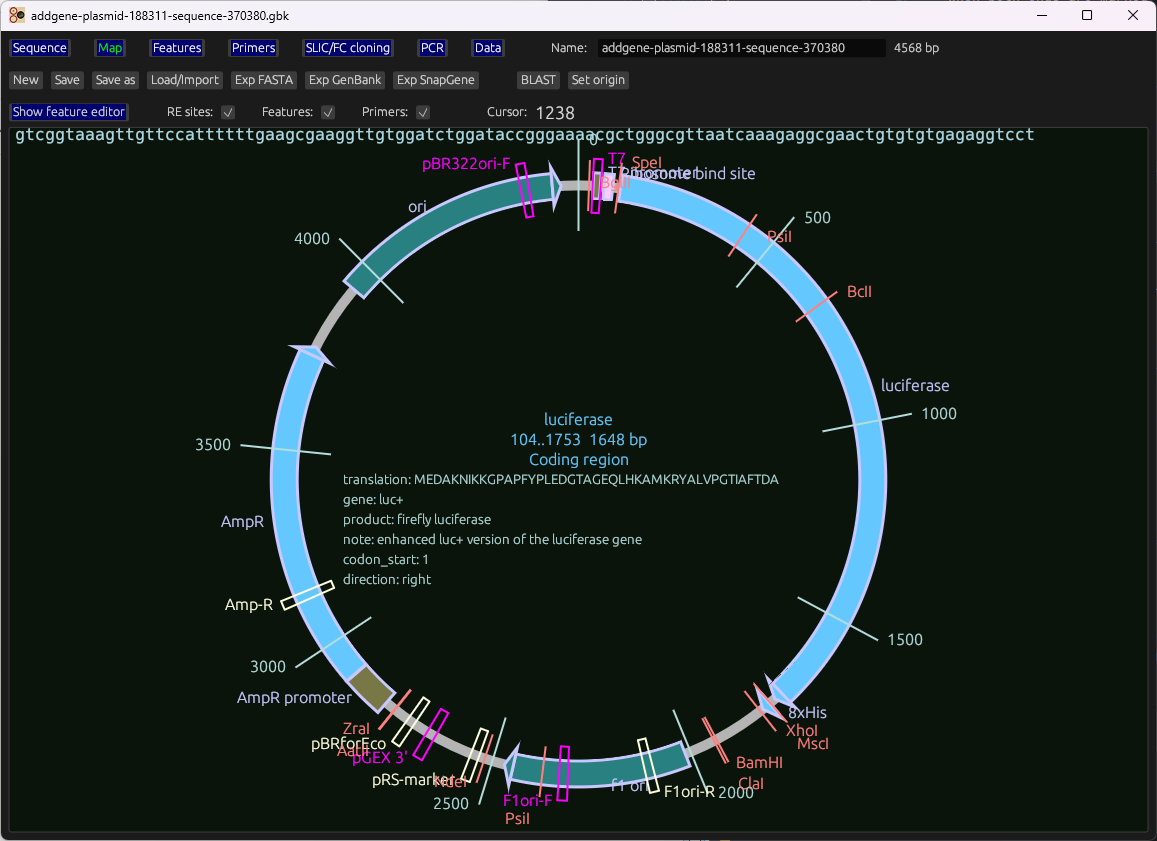 addgene-plasmid-188311-sequence-370380.gbk
Sequence Map Features Primers SLIC/FC cloning PCR Data Name: addgene-plasmid-188311-sequence-370380 4568 bp
New Save Save as Load/Import Exp FASTA Exp GenBank Exp SnapGene BLAST Set origin
Show feature editor RE sites: Features: Primers: Cursor: 1238
gtcggtaaagttgttccattttttgaagcgaaggttgtggatctggataccgggaaaacgctgggcgttaatcaaagaggcgaactgtgtgtgagaggtcct
0
pBR322ori-F T7 SpeI
bind site
ori
4000 500
PsiI
BclI
luciferase
1000
luciferase
104..1753 1648 bp
Coding region
3500
translation: MEDAKNIKKGPAPFYPLEDGTAGEQLHKAMKRYALVPGTIAFTDA
gene: luc+
product: firefly luciferase
AmpR
note: enhanced luc+ version of the luciferase gene
codon_start: 1
direction: right
Amp-R
1500
3000
AmpR promoter
8xHis
ZraI XhoI
pBRforEco MscI
AatII
pGEX 3' BamHI
pRS-marker NdeI ClaI
f1 ori F1ori-R 2000
2500 F1ori-F
PsiI